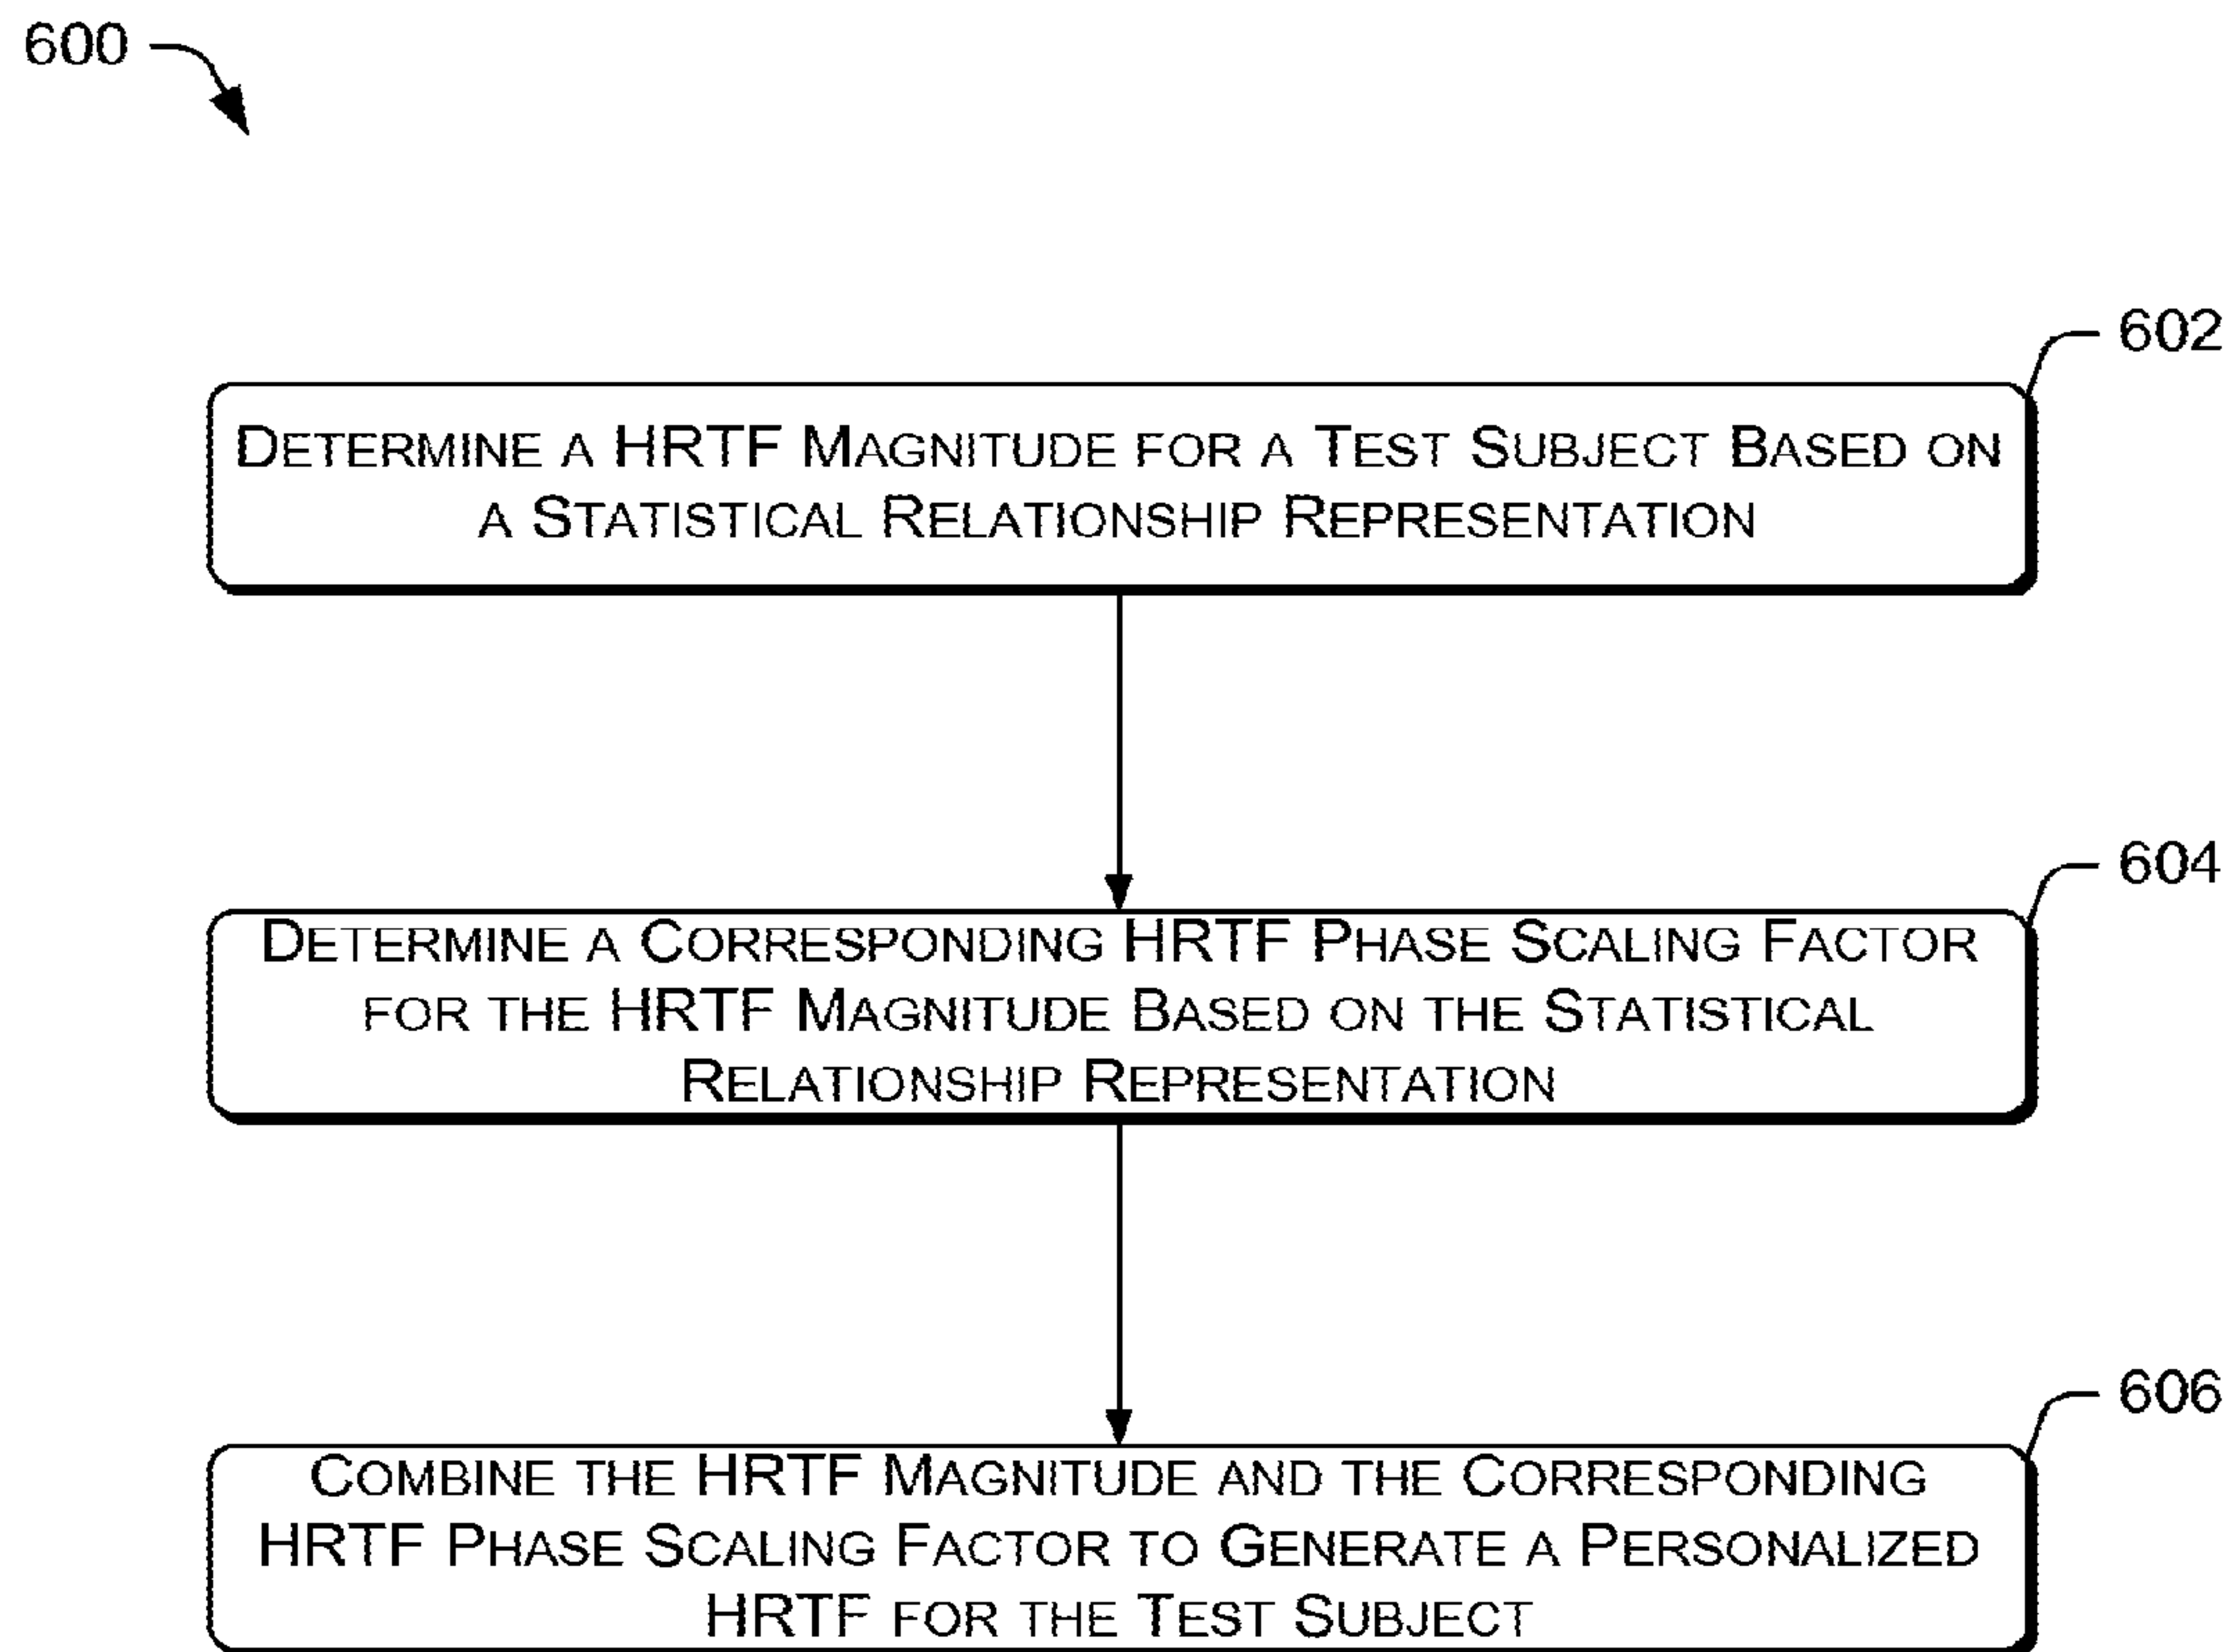 600
602
DETERMINE A HRTF MAGNITUDE FOR A TEST SUBJECT BASED ON
A STATISTICAL RELATIONSHIP REPRESENTATION
604
DETERMINE A CORRESPONDING HRTF PHASE SCALING FACTOR
FOR THE HRTF MAGNITUDE BASED ON THE STATISTICAL
RELATIONSHIP REPRESENTATION
606
COMBINE THE HRTF MAGNITUDE AND THE CORRESPONDING
HRTF PHASE SCALING FACTOR TO GENERATE A PERSONALIZED
HRTF FOR THE TEST SUBJECT